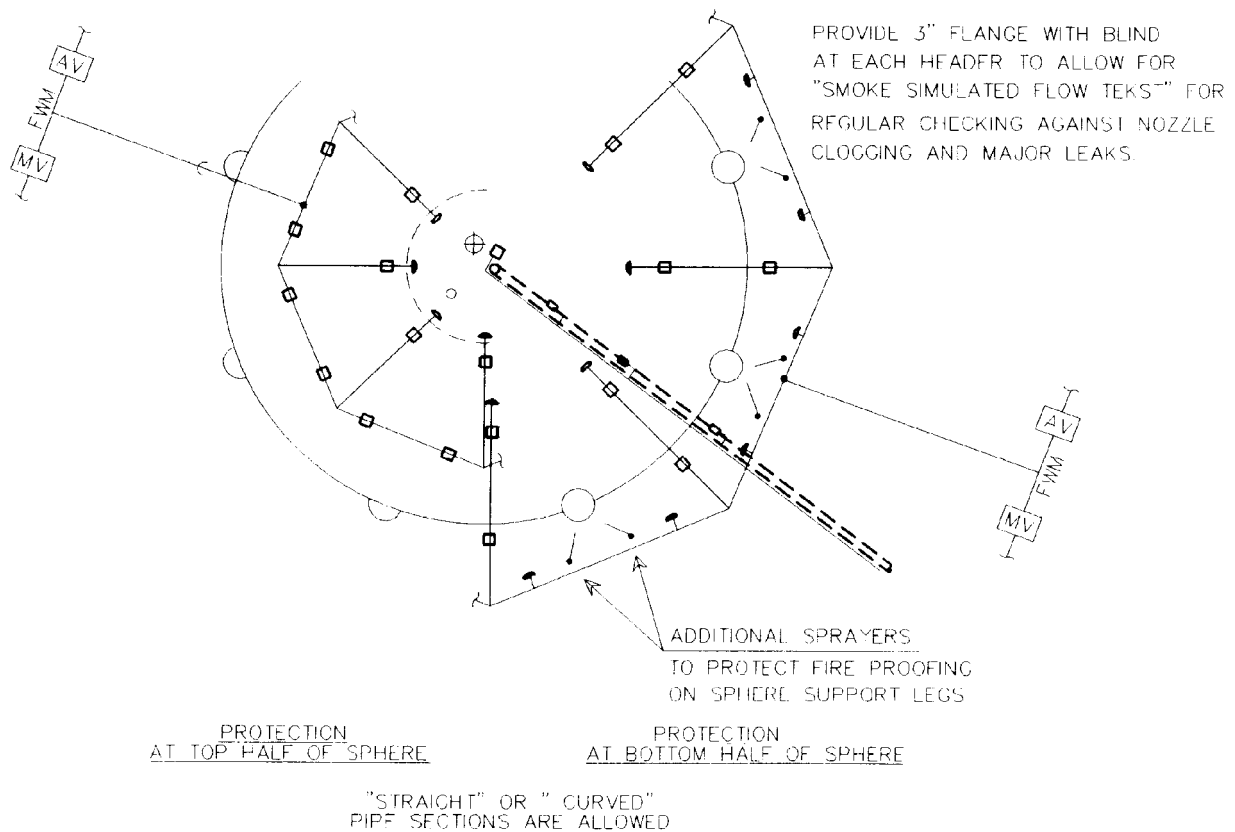 PROVIDE 3" FLANGE WITH BLIND
AT EACH HEADER TO ALLOW FOR
"SMOKE SIMULATED FLOW TEKST" FOR
REGULAR CHECKING AGAINST NOZZLE
CLOGGING AND MAJOR LEAKS.
AV
FWM
MV
AV
FWM
MV
ADDITIONAL SPRAYERS
TO PROTECT FIRE PROOFING
ON SPHERE SUPPORT LEGS
PROTECTION
AT TOP HALF OF SPHERE
PROTECTION
AT BOTTOM HALF OF SPHERE
"STRAIGHT" OR " CURVED"
PIPE SECTIONS ARE ALLOWED